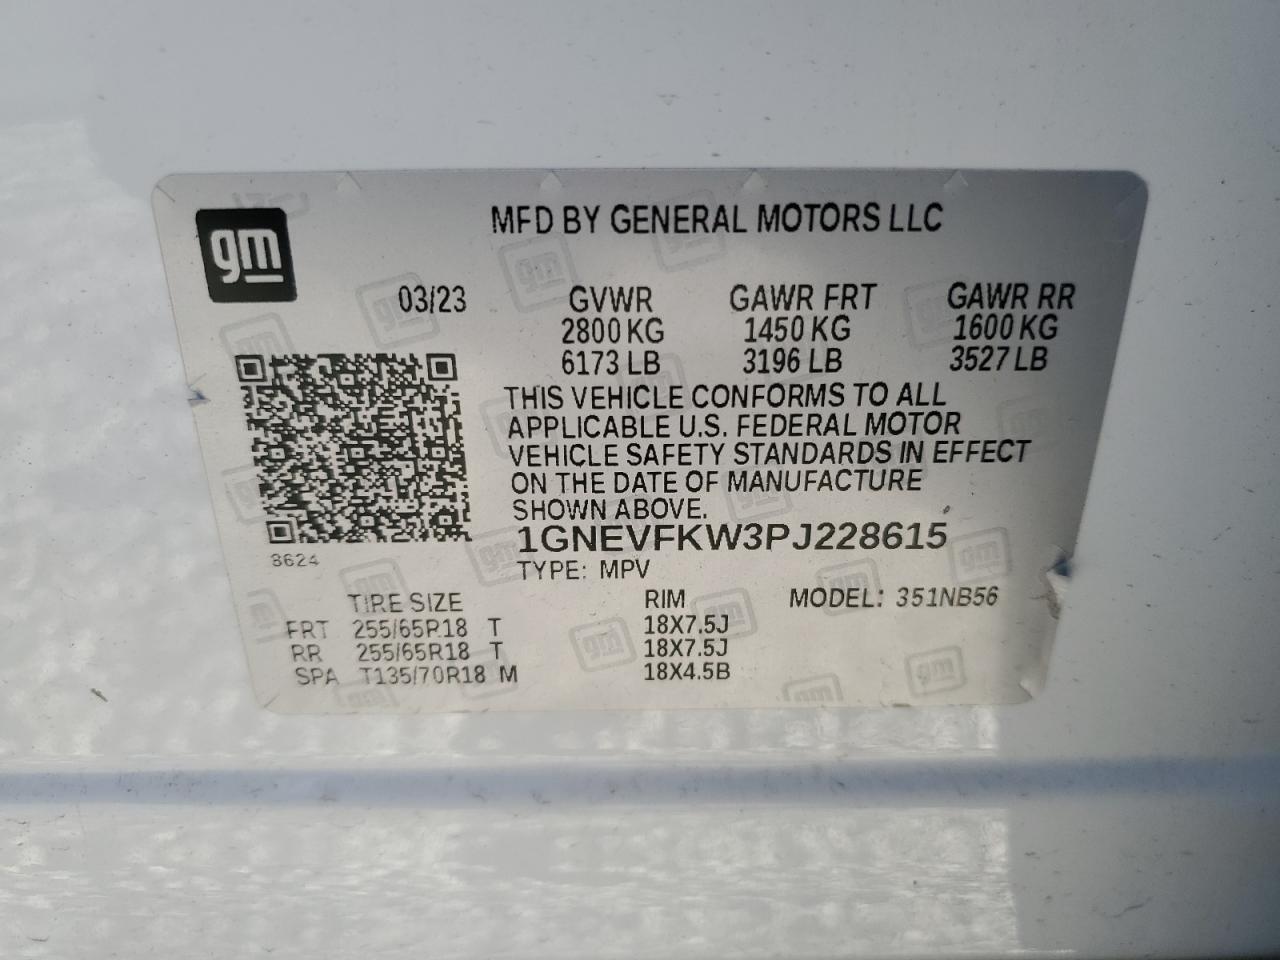 MFD BY GENERAL MOTORS LLC
gm
03/23 GVWR GAWR FRT GAWR RR
2800 KG 1450 KG 1600 KG
6173 LB 3196 LB 3527 LB
THIS VEHICLE CONFORMS TO ALL
APPLICABLE U.S. FEDERAL MOTOR
VEHICLE SAFETY STANDARDS IN EFFECT
ON THE DATE OF MANUFACTURE
SHOWN ABOVE.
1GNEVFKW3PJ228615
8624
TYPE: MPV
TIRE SIZE RIM MODEL: 351NB56
FRT 255/65R18 T 18X7.5J
RR 255/65R18 T 18X7.5J
SPA T135/70R18 M 18X4.5B